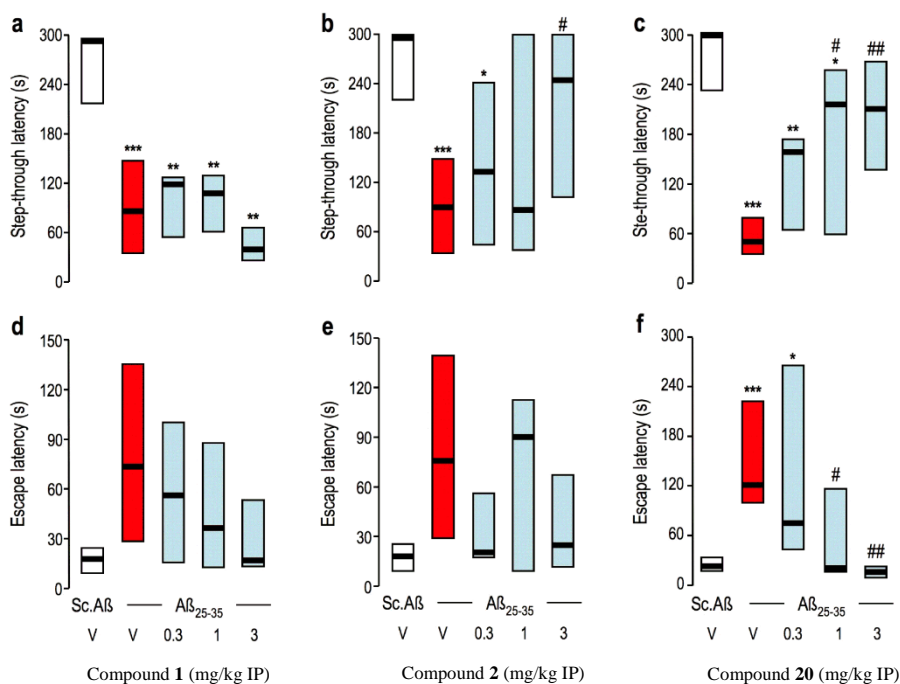 a
b
c
Step-through latency (s)
300
240
180
120
60
0
***
**
**
**
Step-through latency (s)
300
240
180
120
60
0
***
*
#
Ste-through latency (s)
300
240
180
120
60
0
***
**
#
*
##
d
e
f
Escape latency (s)
150
120
90
60
30
0
Escape latency (s)
150
120
90
60
30
0
Escape latency (s)
300
240
180
120
60
0
***
*
#
##
Sc.Aß Aß25-35
V V 0.3 1 3
Compound 1 (mg/kg IP)
Sc.Aß Aß25-35
V V 0.3 1 3
Compound 2 (mg/kg IP)
Sc.Aß Aß25-35
V V 0.3 1 3
Compound 20 (mg/kg IP)